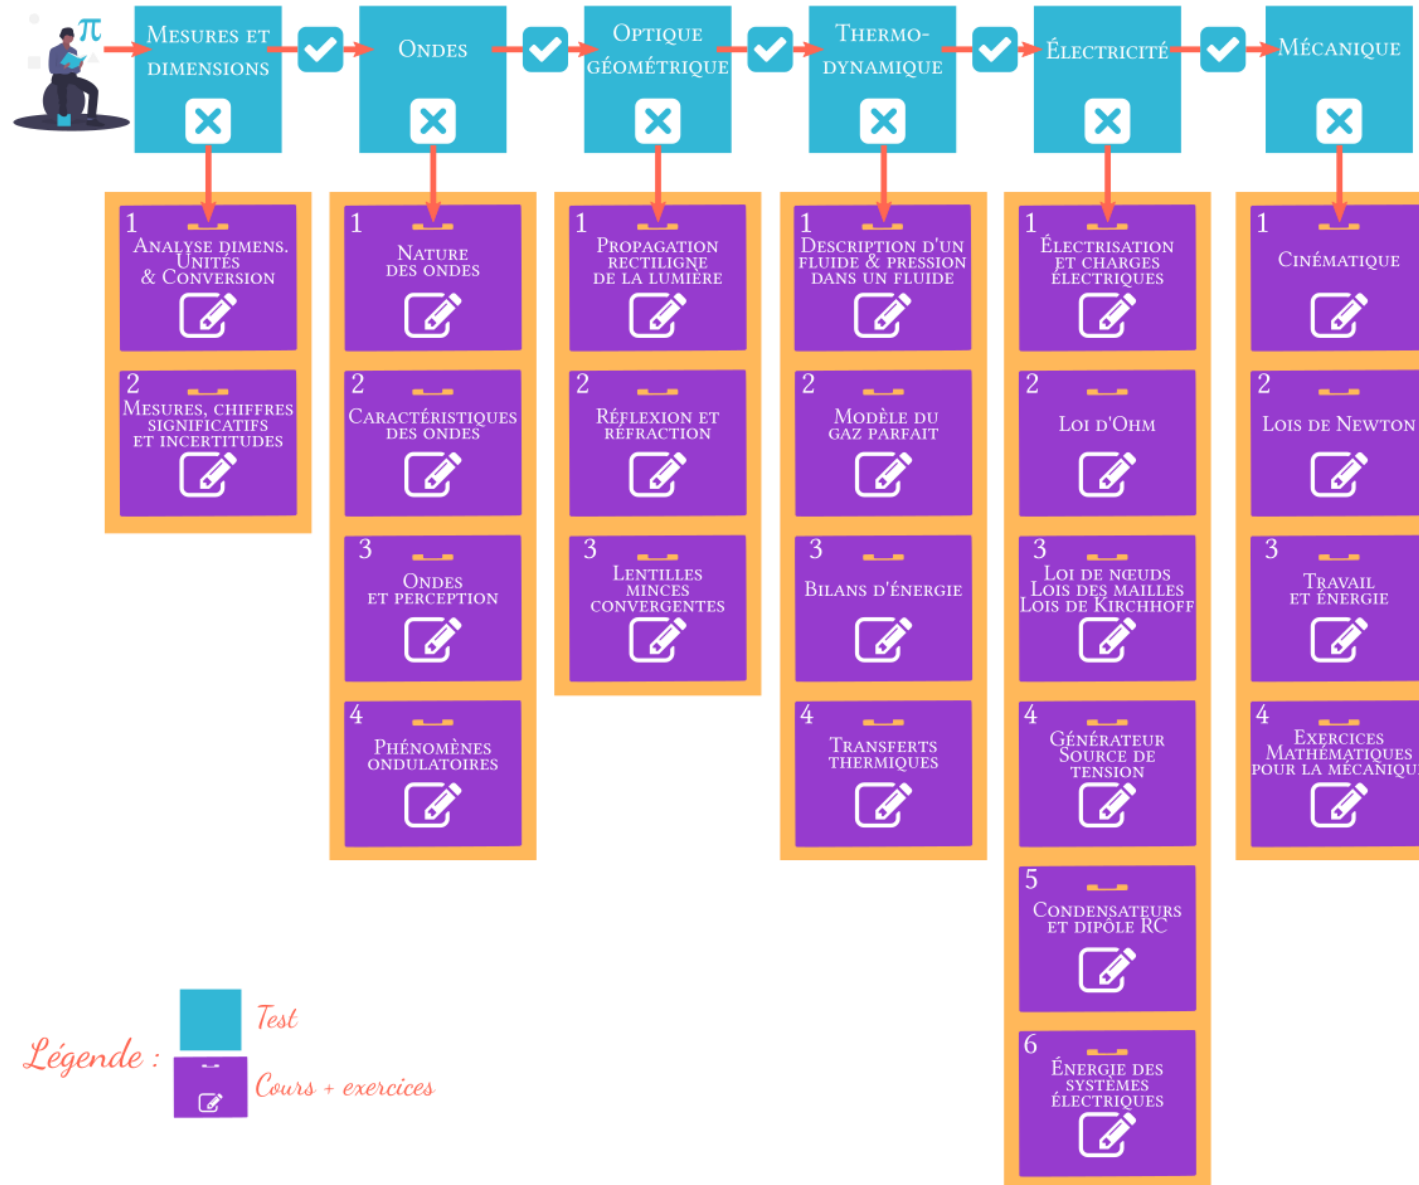 π
Mesures et
dimensions
Ondes
Optique
géométrique
Thermo-
dynamique
Électricité
Mécanique
1
Analyse dimens.
Unités
& Conversion
2
Mesures, chiffres
significatifs
et incertitudes
1
Nature
des ondes
2
Caractéristiques
des ondes
3
Ondes
et perception
4
Phénomènes
ondulatoires
1
Propagation
rectiligne
de la lumière
2
Réflexion et
réfraction
3
Lentilles
minces
convergentes
1
Description d'un
fluide & pression
dans un fluide
2
Modèle du
gaz parfait
3
Bilans d'énergie
4
Transferts
thermiques
1
Électrisation
et charges
électriques
2
Loi d'Ohm
3
Loi de nœuds
Lois des mailles
Lois de Kirchhoff
4
Générateur
Source de
tension
5
Condensateurs
et dipôle RC
6
Énergie des
systèmes
électriques
1
Cinématique
2
Lois de Newton
3
Travail
et énergie
4
Exercices
Mathématiques
pour la mécanique
Légende :
Test
Cours + exercices